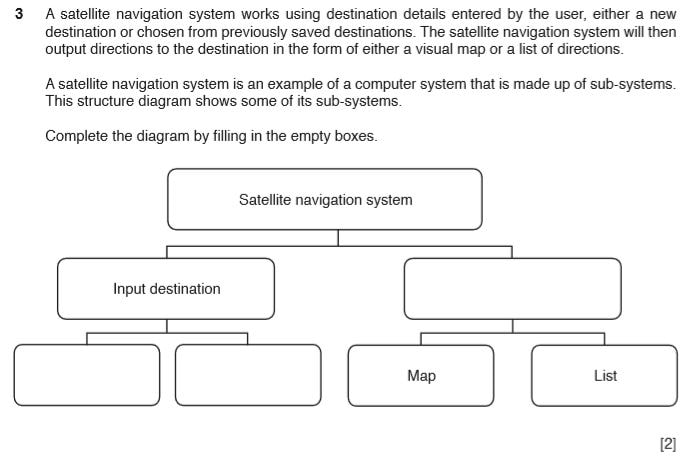 3 A satellite navigation system works using destination details entered by the user, either a new
destination or chosen from previously saved destinations. The satellite navigation system will then
output directions to the destination in the form of either a visual map or a list of directions.
A satellite navigation system is an example of a computer system that is made up of sub-systems.
This structure diagram shows some of its sub-systems.
Complete the diagram by filling in the empty boxes.
Satellite navigation system
Input destination
Map
List
[2]